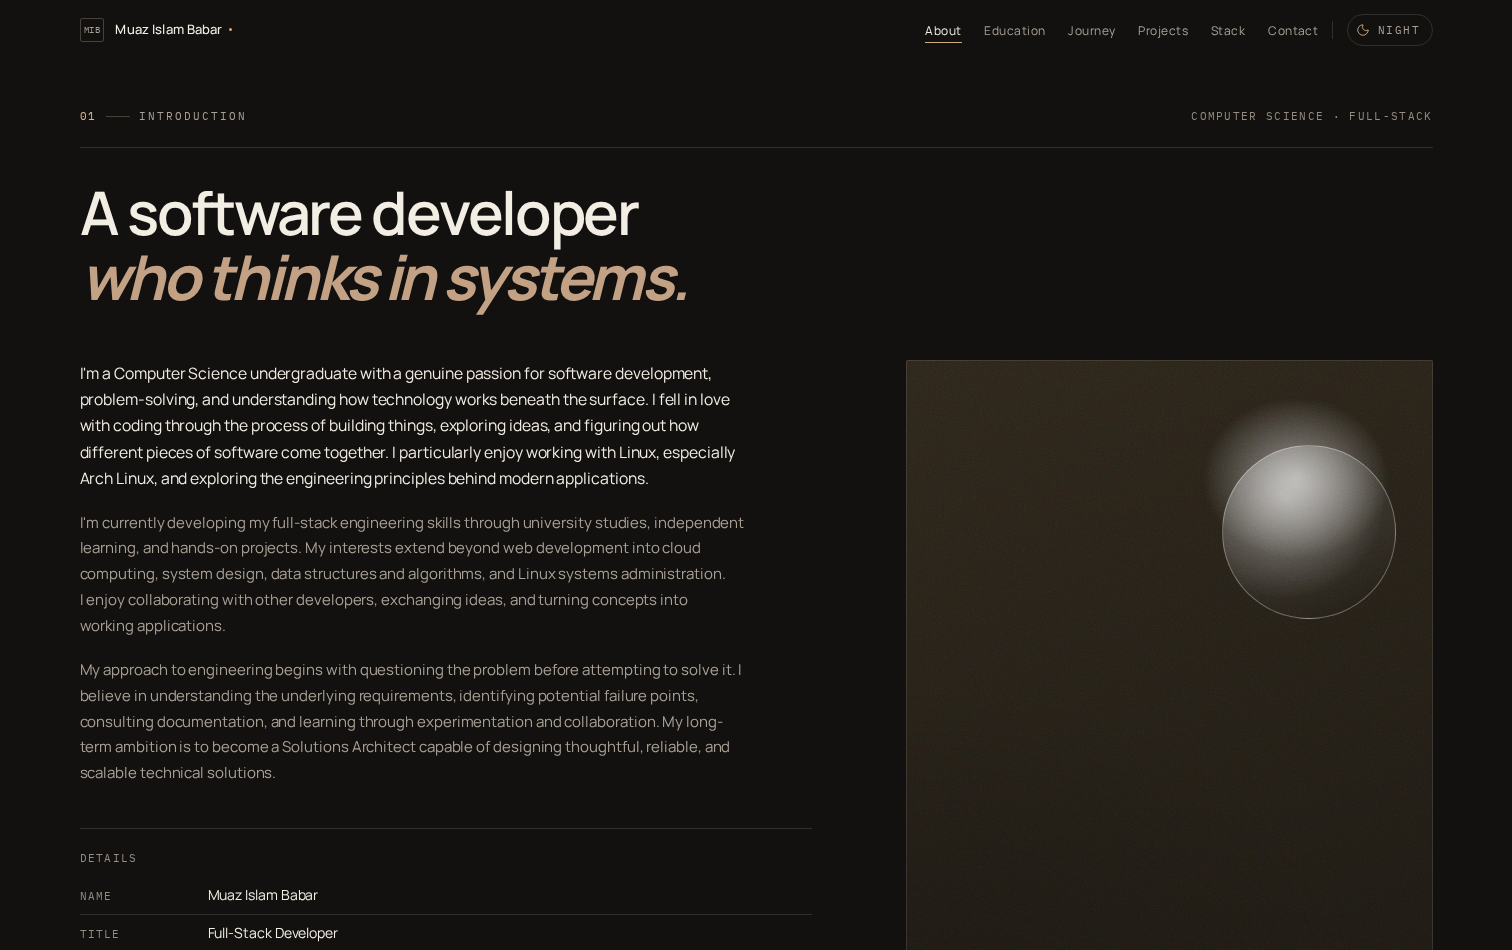 MIB
Muaz Islam Babar
About Education Journey Projects Stack Contact NIGHT
01 INTRODUCTION
COMPUTER SCIENCE · FULL-STACK
A software developer
who thinks in systems.
I'm a Computer Science undergraduate with a genuine passion for software development,
problem-solving, and understanding how technology works beneath the surface. I fell in love
with coding through the process of building things, exploring ideas, and figuring out how
different pieces of software come together. I particularly enjoy working with Linux, especially
Arch Linux, and exploring the engineering principles behind modern applications.
I'm currently developing my full-stack engineering skills through university studies, independent
learning, and hands-on projects. My interests extend beyond web development into cloud
computing, system design, data structures and algorithms, and Linux systems administration.
I enjoy collaborating with other developers, exchanging ideas, and turning concepts into
working applications.
My approach to engineering begins with questioning the problem before attempting to solve it. I
believe in understanding the underlying requirements, identifying potential failure points,
consulting documentation, and learning through experimentation and collaboration. My long-
term ambition is to become a Solutions Architect capable of designing thoughtful, reliable, and
scalable technical solutions.
DETAILS
NAME Muaz Islam Babar
TITLE Full-Stack Developer